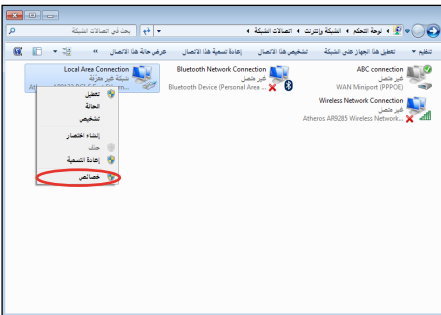 لوحة التحكم ◂ الشبكة وإنترنت ◂ اتصالات الشبكة
بحث في اتصالات الشبكة
تنظيم
تعطيل هذا الجهاز على الشبكة
تشخيص هذا الاتصال
إعادة تسمية هذا الاتصال
عرض حالة هذا الاتصال
»
ABC connection
غير متصل
WAN Miniport (PPPOE)
Bluetooth Network Connection
غير متصل
Bluetooth Device (Personal Area ...
Local Area Connection
شبكة غير معرّفة
Wireless Network Connection
غير متصل
Atheros AR9285 Wireless Network...
تعطيل
الحالة
تشخيص
إنشاء اختصار
حذف
إعادة التسمية
خصائص